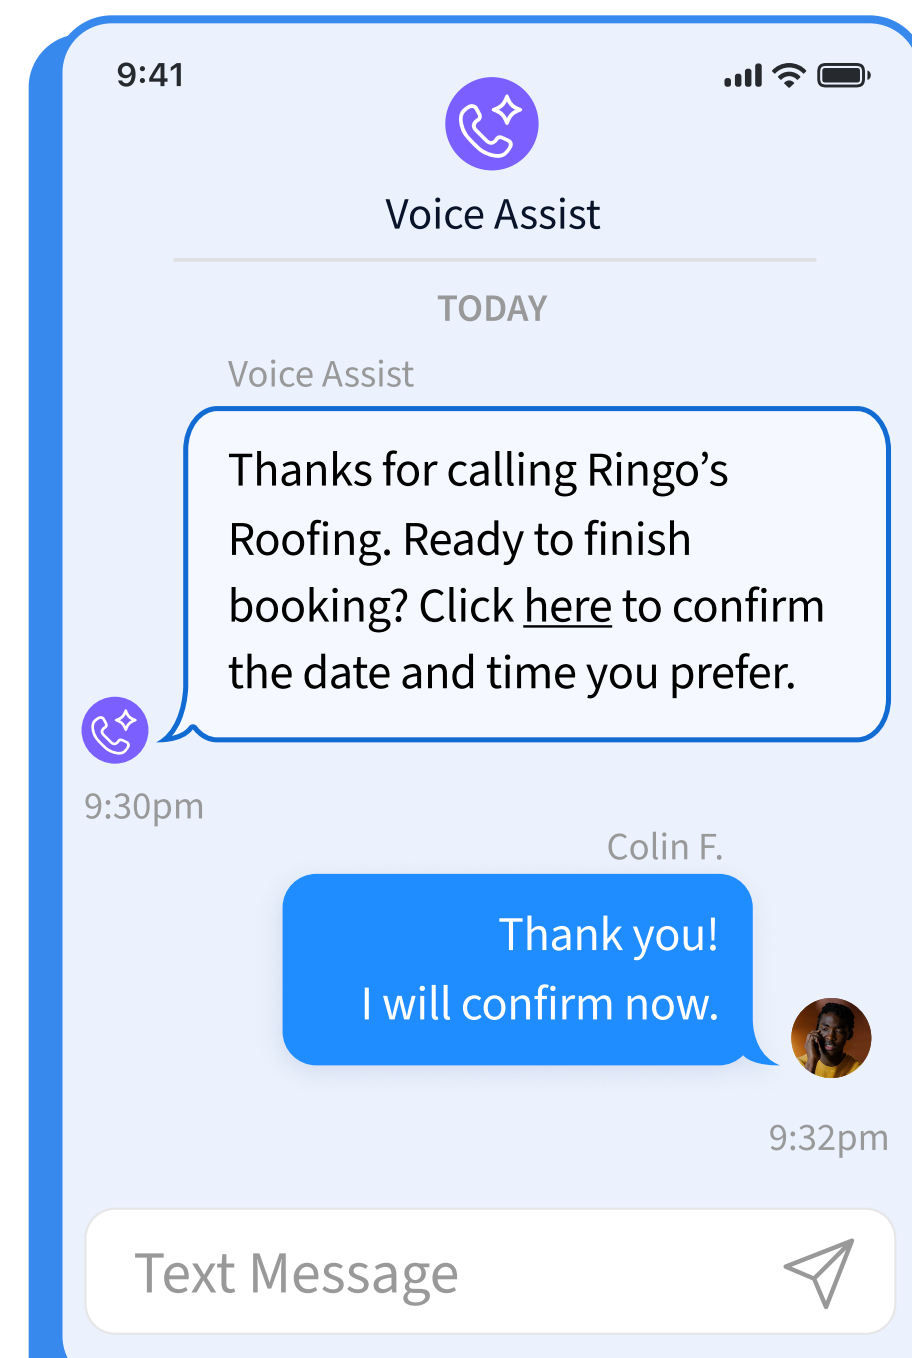 9:41
Voice Assist
TODAY
Voice Assist
Thanks for calling Ringo’s
Roofing. Ready to finish
booking? Click here to confirm
the date and time you prefer.
9:30pm
Colin F.
Thank you!
I will confirm now.
9:32pm
Text Message